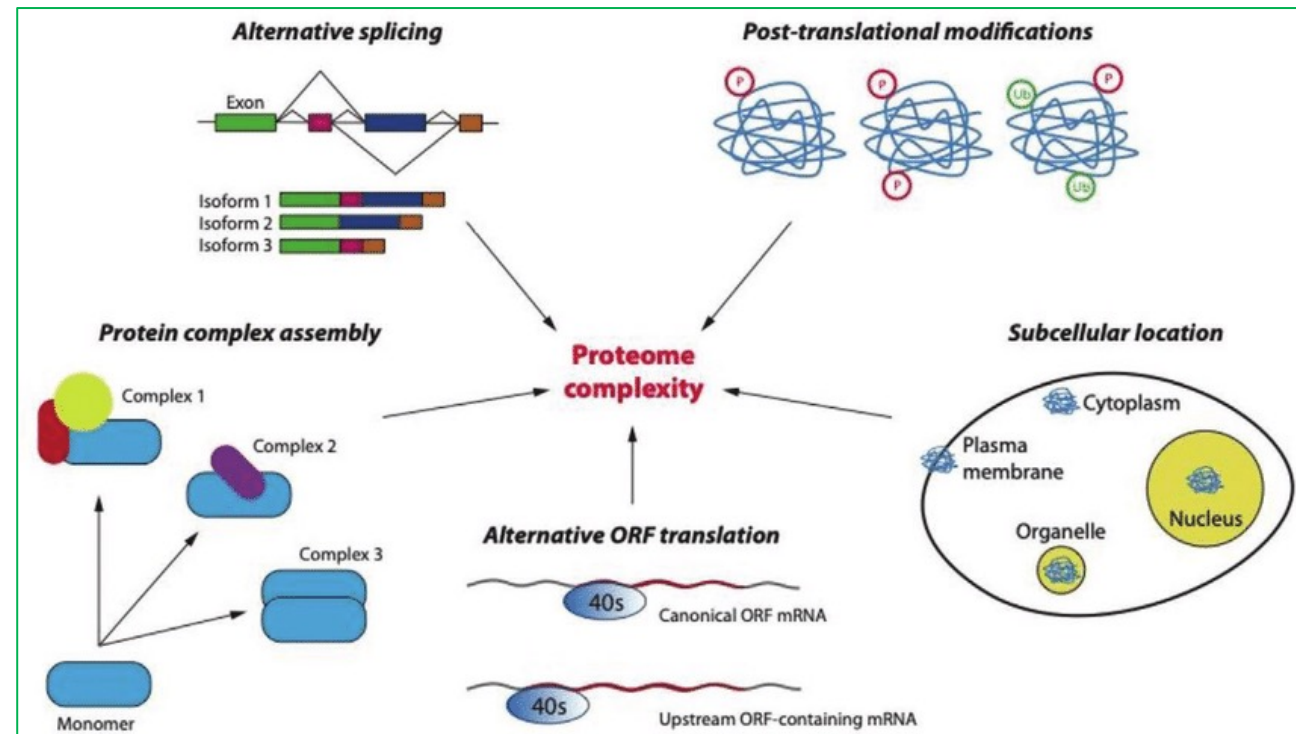 Alternative splicing
Exon
Isoform 1
Isoform 2
Isoform 3
Post-translational modifications
P
P
P
Ub
P
Ub
Protein complex assembly
Complex 1
Complex 2
Complex 3
Monomer
Proteome
complexity
Subcellular location
Cytoplasm
Plasma
membrane
Nucleus
Organelle
Alternative ORF translation
40s
Canonical ORF mRNA
40s
Upstream ORF-containing mRNA